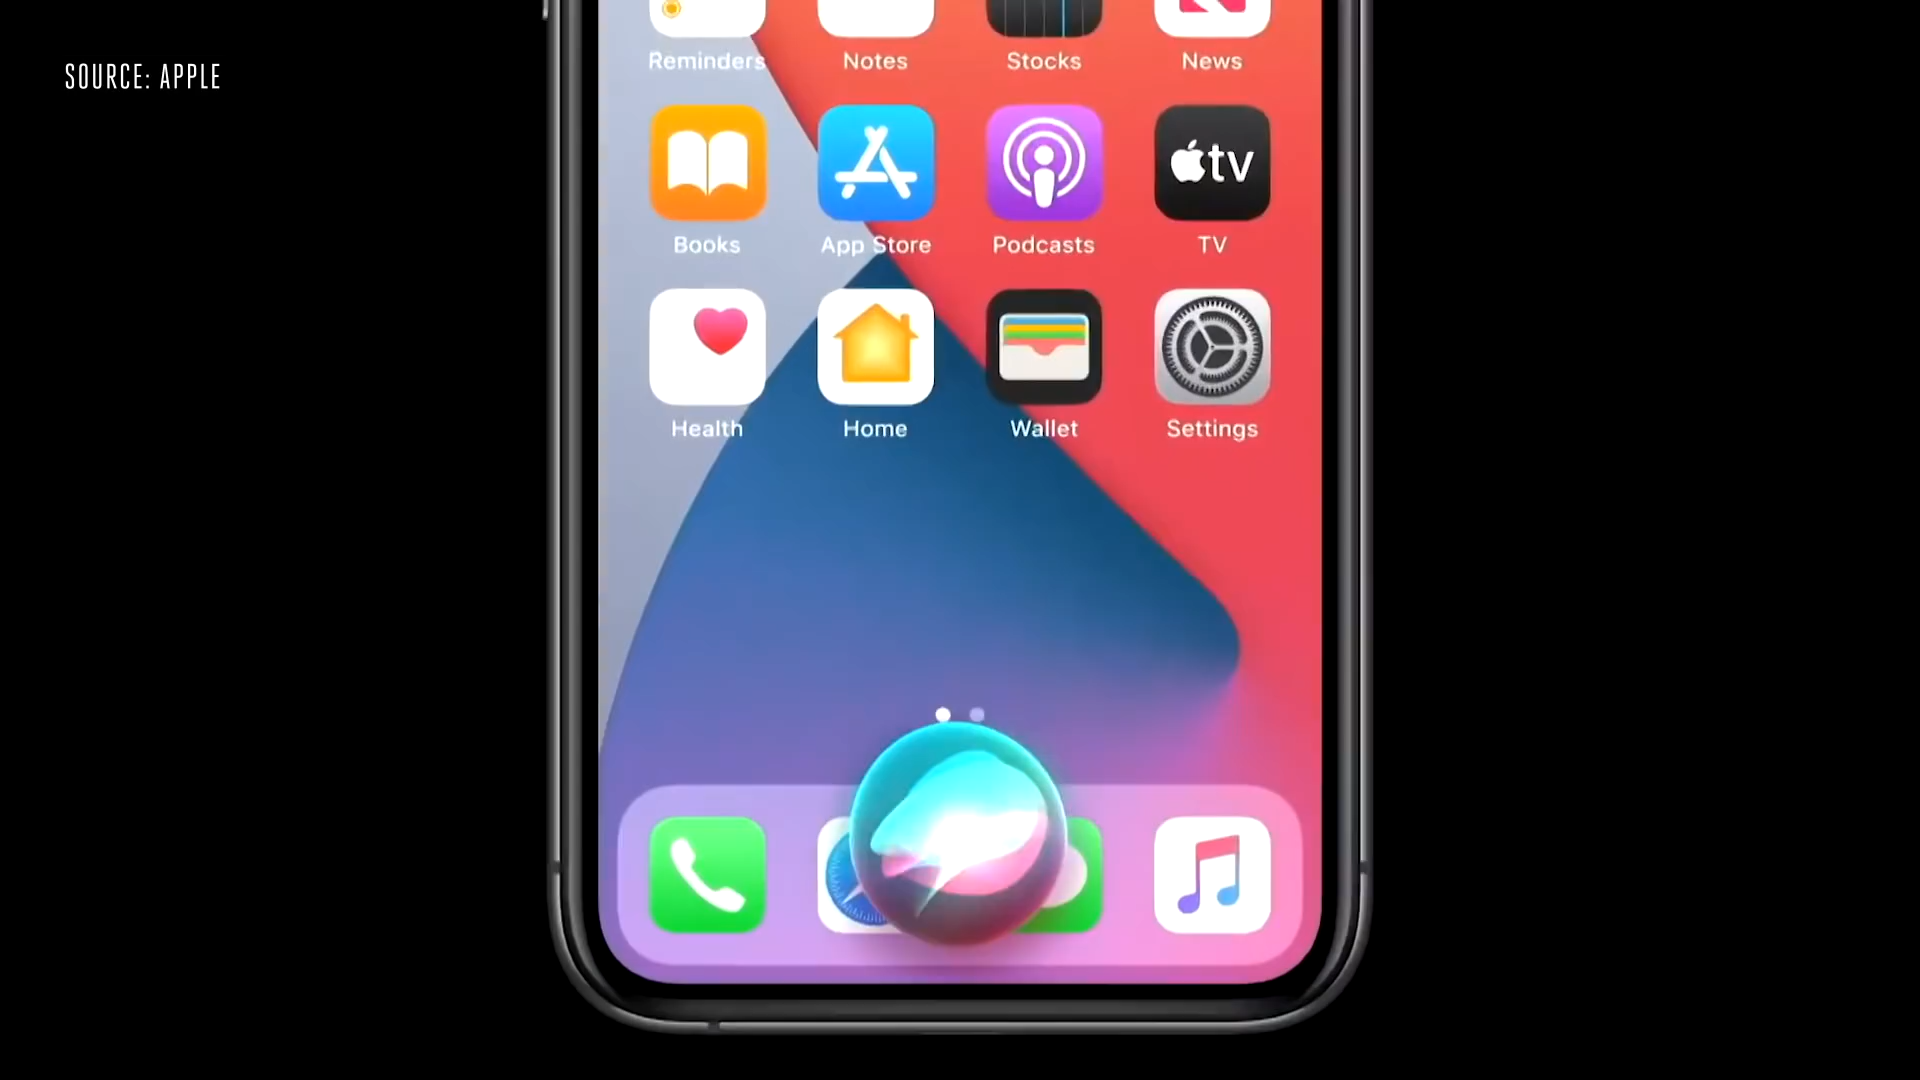 SOURCE: APPLE
Reminders Notes Stocks News
tv
Books App Store Podcasts TV
Health Home Wallet Settings